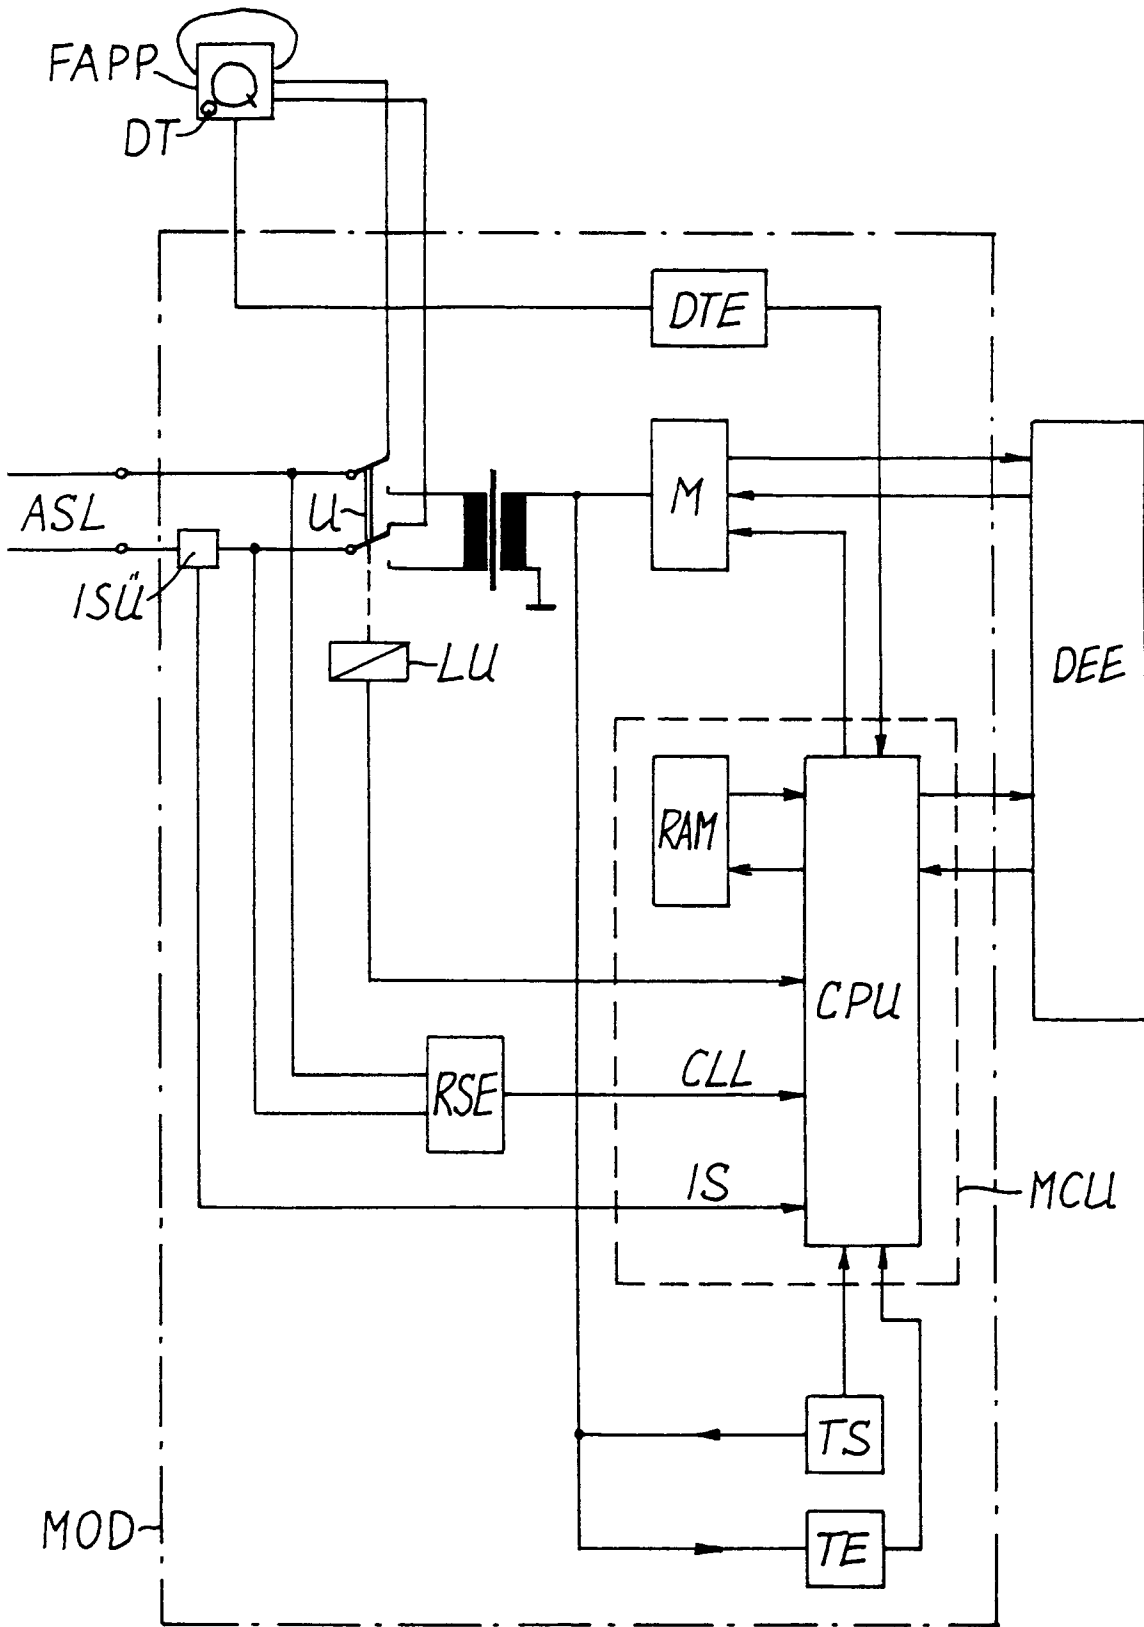 FAPP
DT
DTE
M
ASL
U
ISÜ
LU
DEE
RAM
CPU
CLL
RSE
IS
MCU
TS
MOD
TE